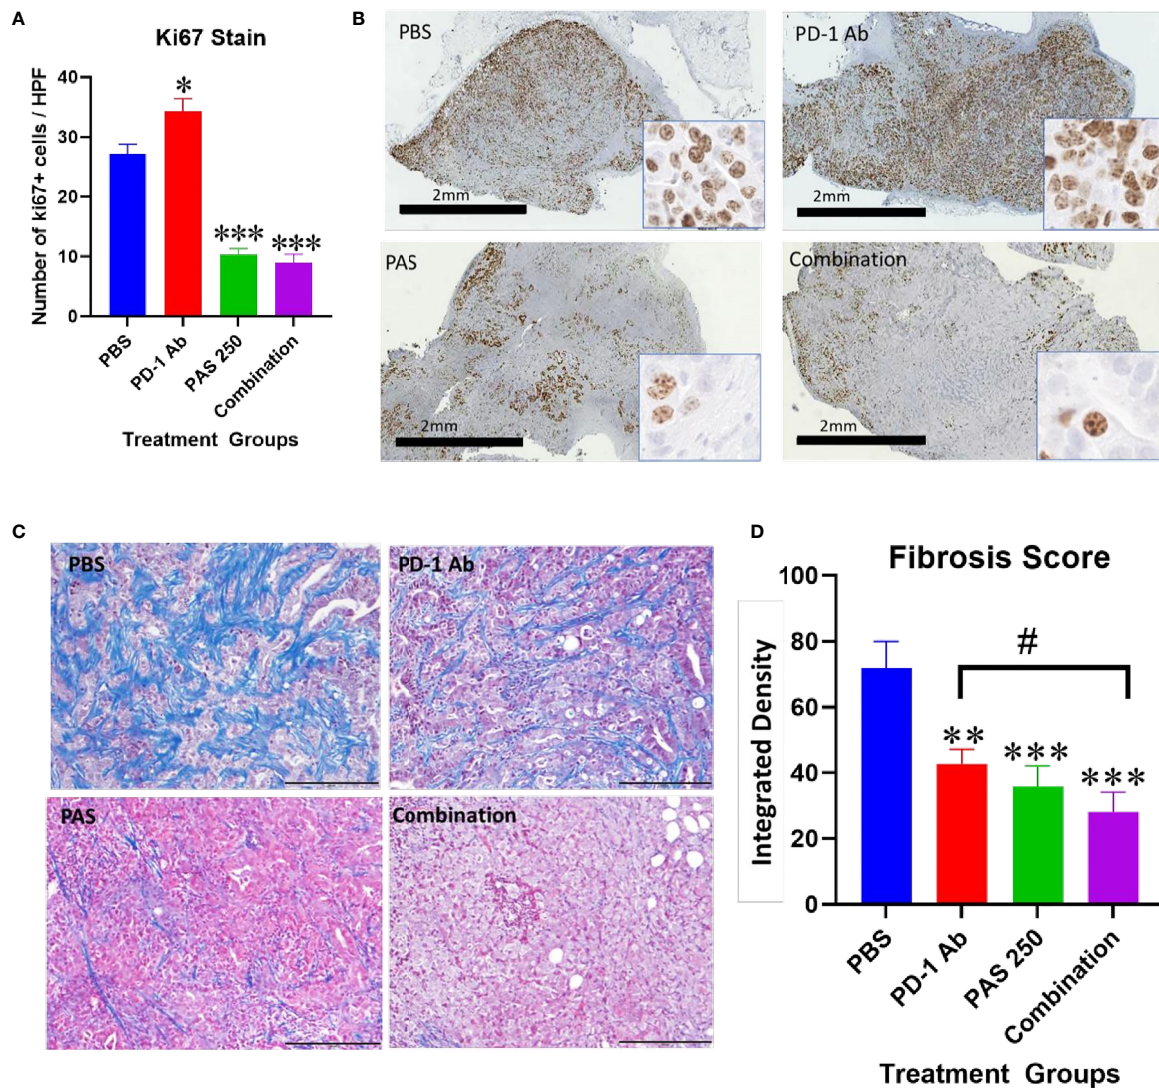 A
Ki67 Stain
Number of ki67+ cells / HPF
40
30
20
10
0
*
***
***
PBS
PD-1 Ab
PAS 250
Combination
Treatment Groups
B
PBS
2mm
PD-1 Ab
2mm
PAS
2mm
Combination
2mm
C
PBS
PD-1 Ab
PAS
Combination
D
Fibrosis Score
Integrated Density
100
80
60
40
20
0
#
**
***
***
PBS
PD-1 Ab
PAS 250
Combination
Treatment Groups